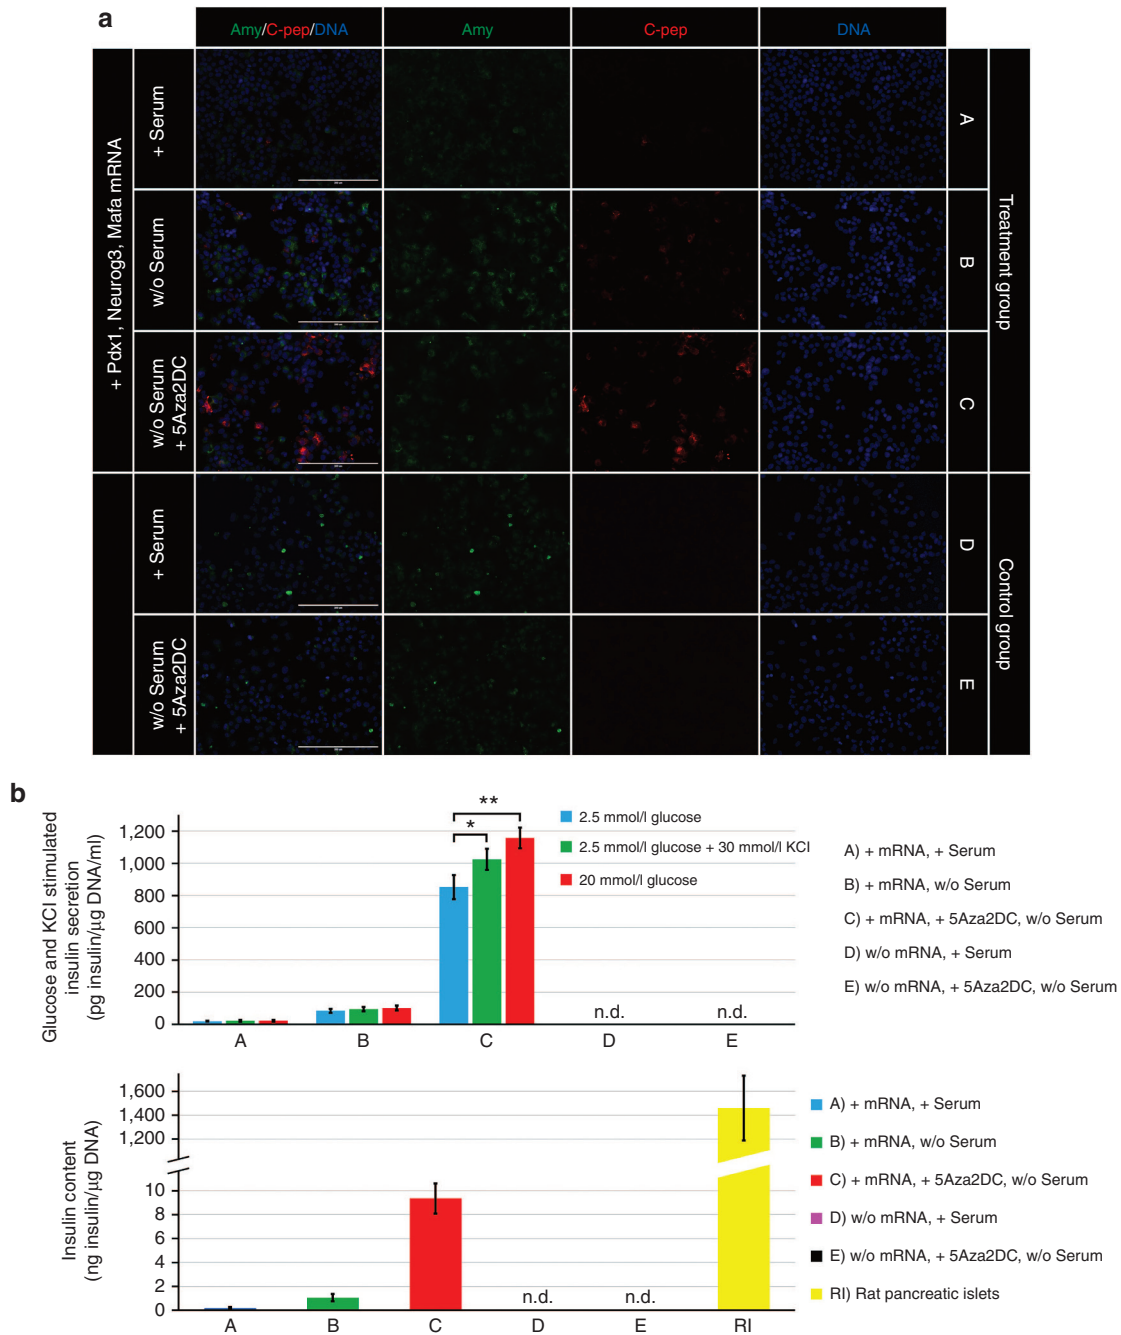 a
Amy/C-pep/DNA
Amy
C-pep
DNA
+ Pdx1, Neurog3, Mafa mRNA
+ Serum
w/o Serum
w/o Serum
+ 5Aza2DC
+ Serum
w/o Serum
+ 5Aza2DC
A
B
C
D
E
Treatment group
Control group
b
Glucose and KCl stimulated
insulin secretion
(pg insulin/µg DNA/ml)
1,200
1,000
800
600
400
200
0
*
**
n.d.
n.d.
A
B
C
D
E
2.5 mmol/l glucose
2.5 mmol/l glucose + 30 mmol/l KCl
20 mmol/l glucose
A) + mRNA, + Serum
B) + mRNA, w/o Serum
C) + mRNA, + 5Aza2DC, w/o Serum
D) w/o mRNA, + Serum
E) w/o mRNA, + 5Aza2DC, w/o Serum
Insulin content
(ng insulin/µg DNA)
1,600
1,400
1,200
10
8
6
4
2
0
n.d.
n.d.
A
B
C
D
E
RI
A) + mRNA, + Serum
B) + mRNA, w/o Serum
C) + mRNA, + 5Aza2DC, w/o Serum
D) w/o mRNA, + Serum
E) w/o mRNA, + 5Aza2DC, w/o Serum
RI) Rat pancreatic islets